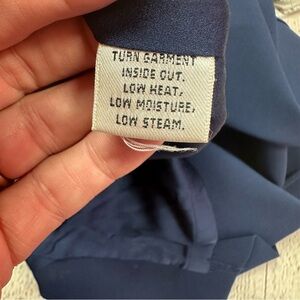 TURN GARMENT
INSIDE OUT.
LOW HEAT,
LOW MOISTURE,
LOW STEAM.